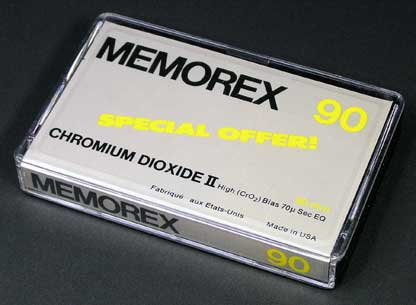 MEMOREX
90
SPECIAL OFFER!
CHROMIUM DIOXIDE II High (CrO₂) Bias 70µ Sec EQ
Fabriqué aux Etats-Unis Made in USA
MEMOREX
90